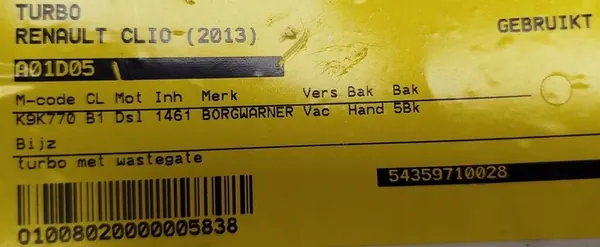 TURBO
RENAULT CLIO (2013)
GEBRUIKT
A01D05
M-code CL Mot Inh Merk Vers Bak Bak
K9K770 B1 Dsl 1461 BORGWARNER Vac Hand 5Bk
Bijz
turbo met wastegate
54359710028
01008020000005838